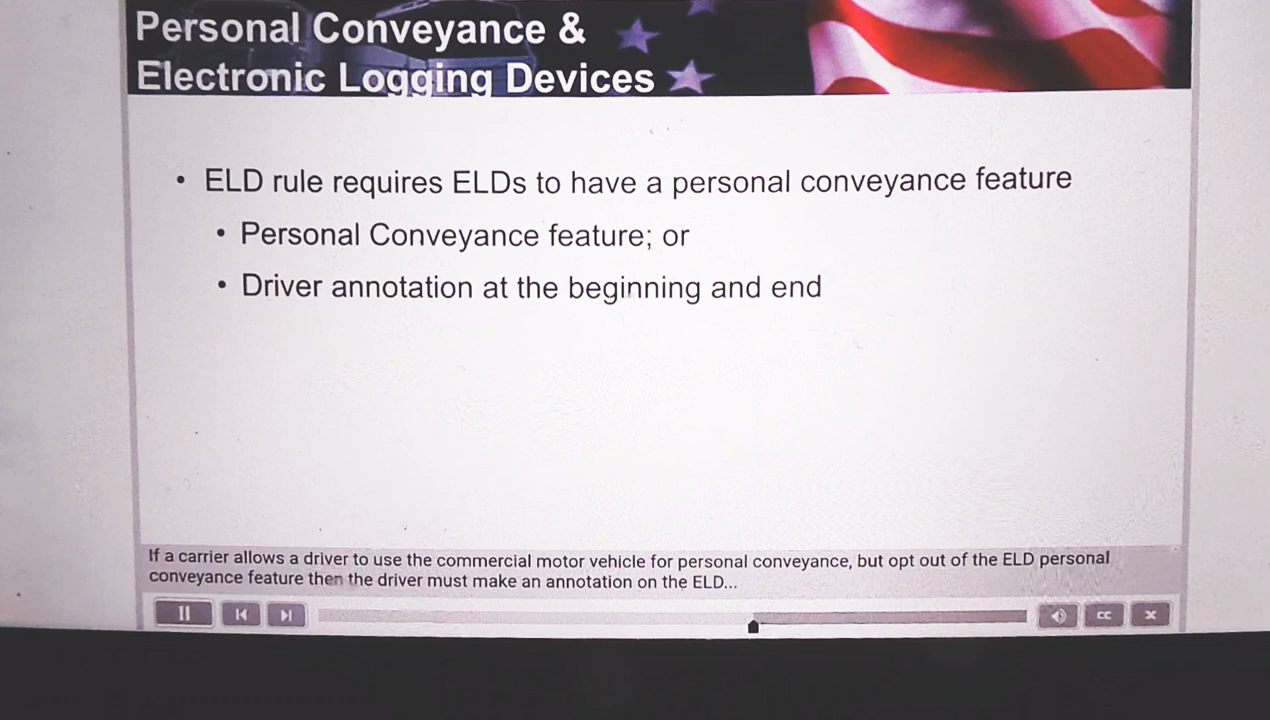 Personal Conveyance &
Electronic Logging Devices
• ELD rule requires ELDs to have a personal conveyance feature
• Personal Conveyance feature; or
• Driver annotation at the beginning and end
If a carrier allows a driver to use the commercial motor vehicle for personal conveyance, but opt out of the ELD personal
conveyance feature then the driver must make an annotation on the ELD...
CC